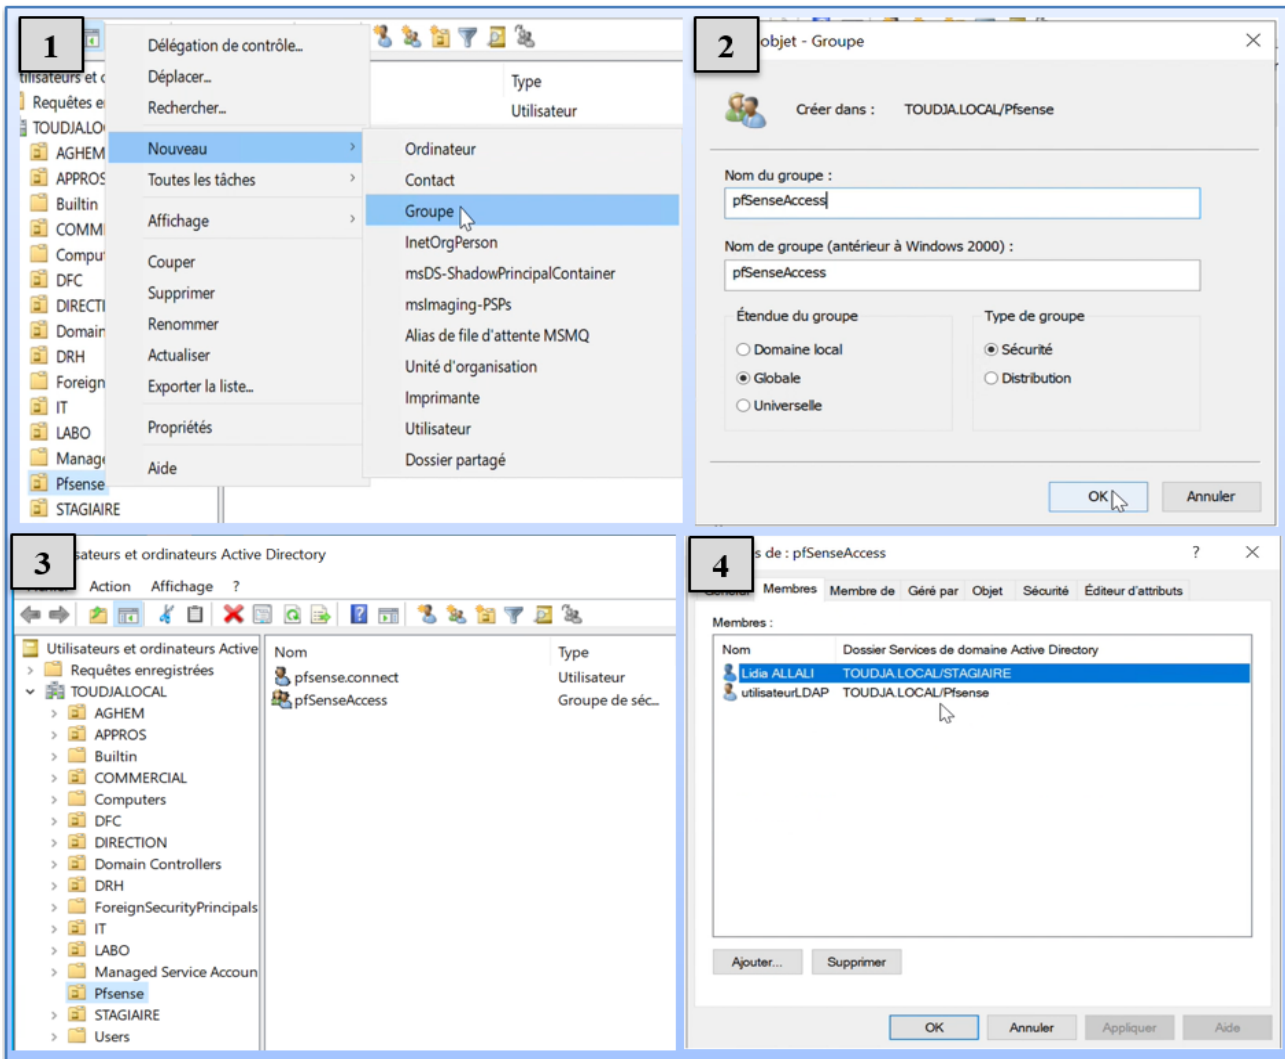 1
Délégation de contrôle...
Déplacer...
Rechercher...
Nouveau
Toutes les tâches
Affichage
Couper
Supprimer
Renommer
Actualiser
Exporter la liste...
Propriétés
Aide
tilisateurs et
Requêtes e
TOUDJA.LO
AGHEM
APPROS
Builtin
COMM
Comput
DFC
DIRECTI
Domain
DRH
Foreign
IT
LABO
Manage
Pfsense
STAGIAIRE
Type
Utilisateur
Ordinateur
Contact
Groupe
InetOrgPerson
msDS-ShadowPrincipalContainer
msImaging-PSPs
Alias de file d'attente MSMQ
Unité d'organisation
Imprimante
Utilisateur
Dossier partagé
2
objet - Groupe
Créer dans : TOUDJA.LOCAL/Pfsense
Nom du groupe :
pfSenseAccess
Nom de groupe (antérieur à Windows 2000) :
pfSenseAccess
Étendue du groupe
Domaine local
Globale
Universelle
Type de groupe
Sécurité
Distribution
OK Annuler
3
sateurs et ordinateurs Active Directory
Action Affichage ?
Utilisateurs et ordinateurs Active
Requêtes enregistrées
TOUDJA.LOCAL
AGHEM
APPROS
Builtin
COMMERCIAL
Computers
DFC
DIRECTION
Domain Controllers
DRH
ForeignSecurityPrincipals
IT
LABO
Managed Service Accoun
Pfsense
STAGIAIRE
Users
Nom Type
pfsense.connect Utilisateur
pfSenseAccess Groupe de séc...
4
s de : pfSenseAccess ?
Membres Membre de Géré par Objet Sécurité Éditeur d'attributs
Membres :
Nom Dossier Services de domaine Active Directory
Lidia ALLALI TOUDJA.LOCAL/STAGIAIRE
utilisateurLDAP TOUDJA.LOCAL/Pfsense
Ajouter... Supprimer
OK Annuler Appliquer Aide